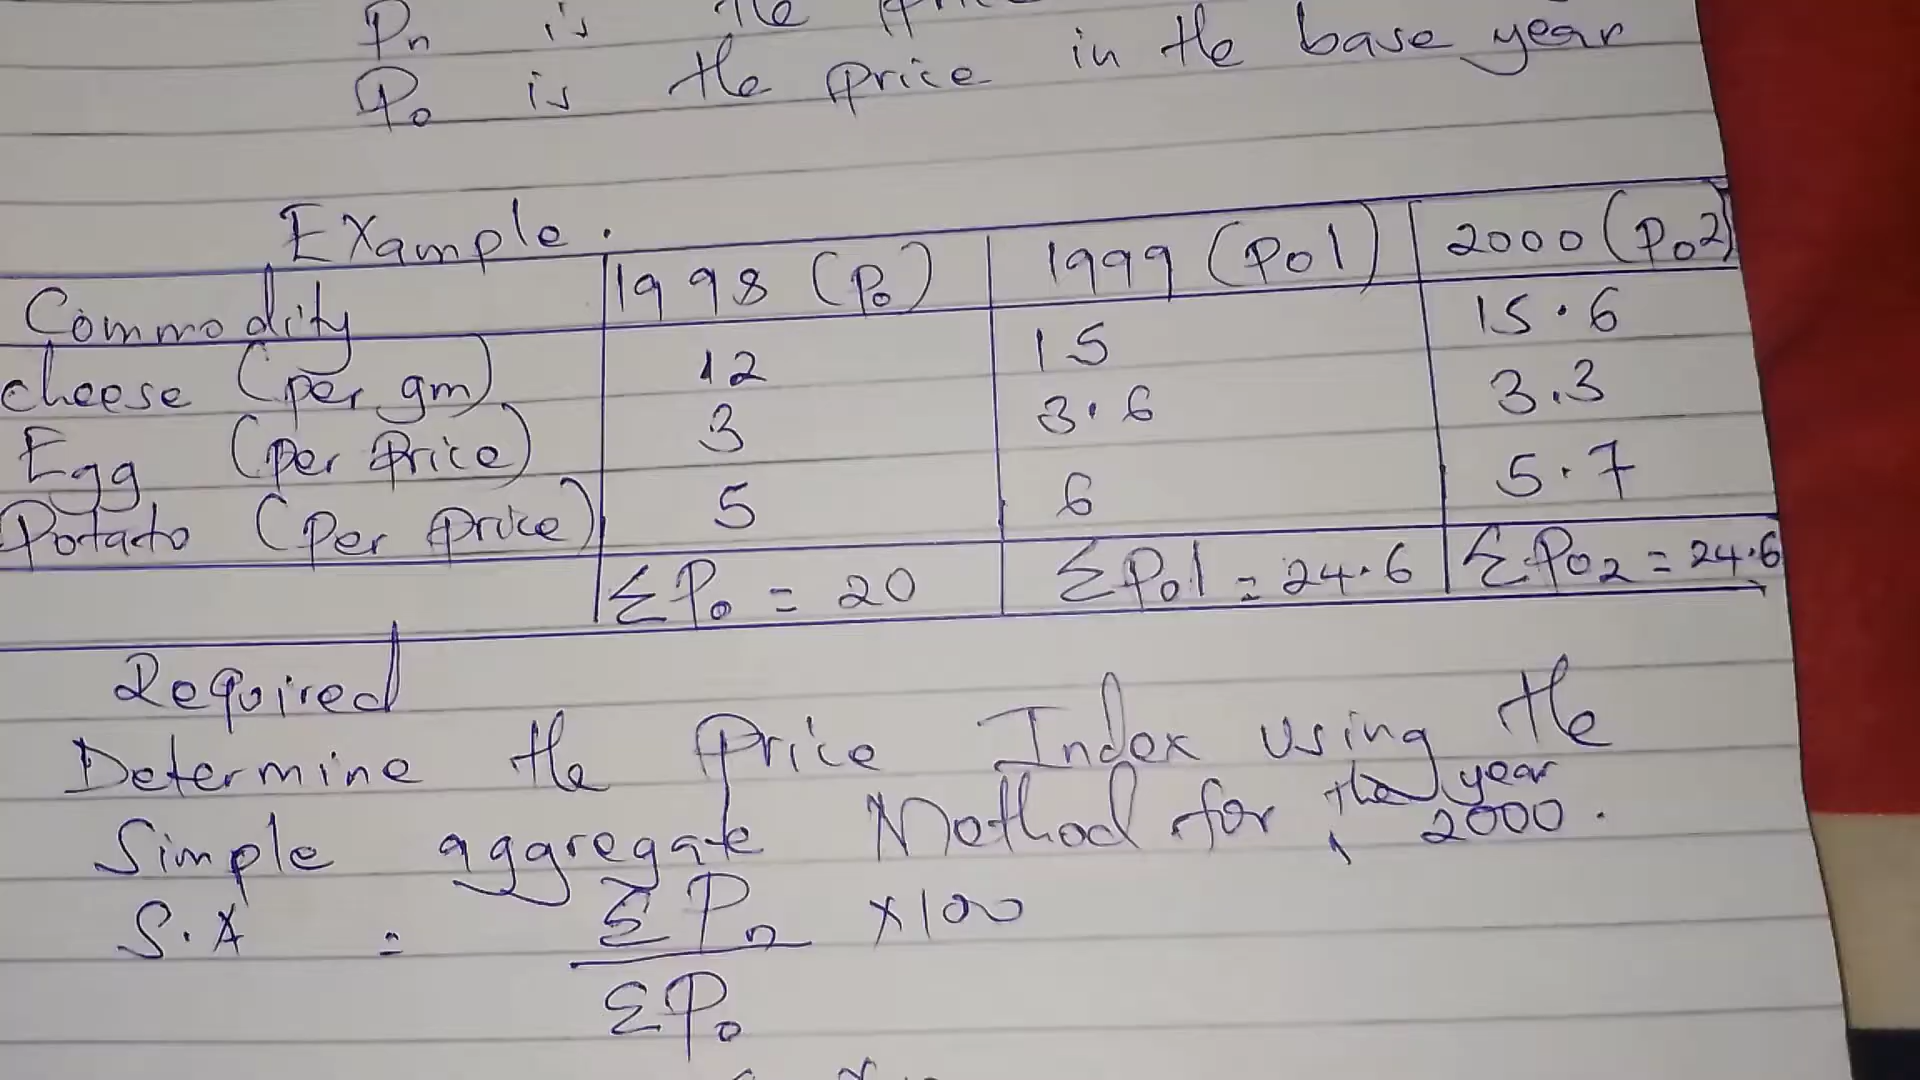 Pn is the
Po is the price in the base year
Example.
Commodity 1998 (Po) 1999 (Po1) 2000 (Po2)
cheese (per gm) 12 15 15.6
Egg (per price) 3 3.6 3.3
Potato (per price) 5 6 5.7
ΣPo = 20 ΣPo1 = 24.6 ΣPo2 = 24.6
Required
Determine the Price Index using the
Simple aggregate Method for the year 2000.
S.A = ΣPn x100
ΣPo